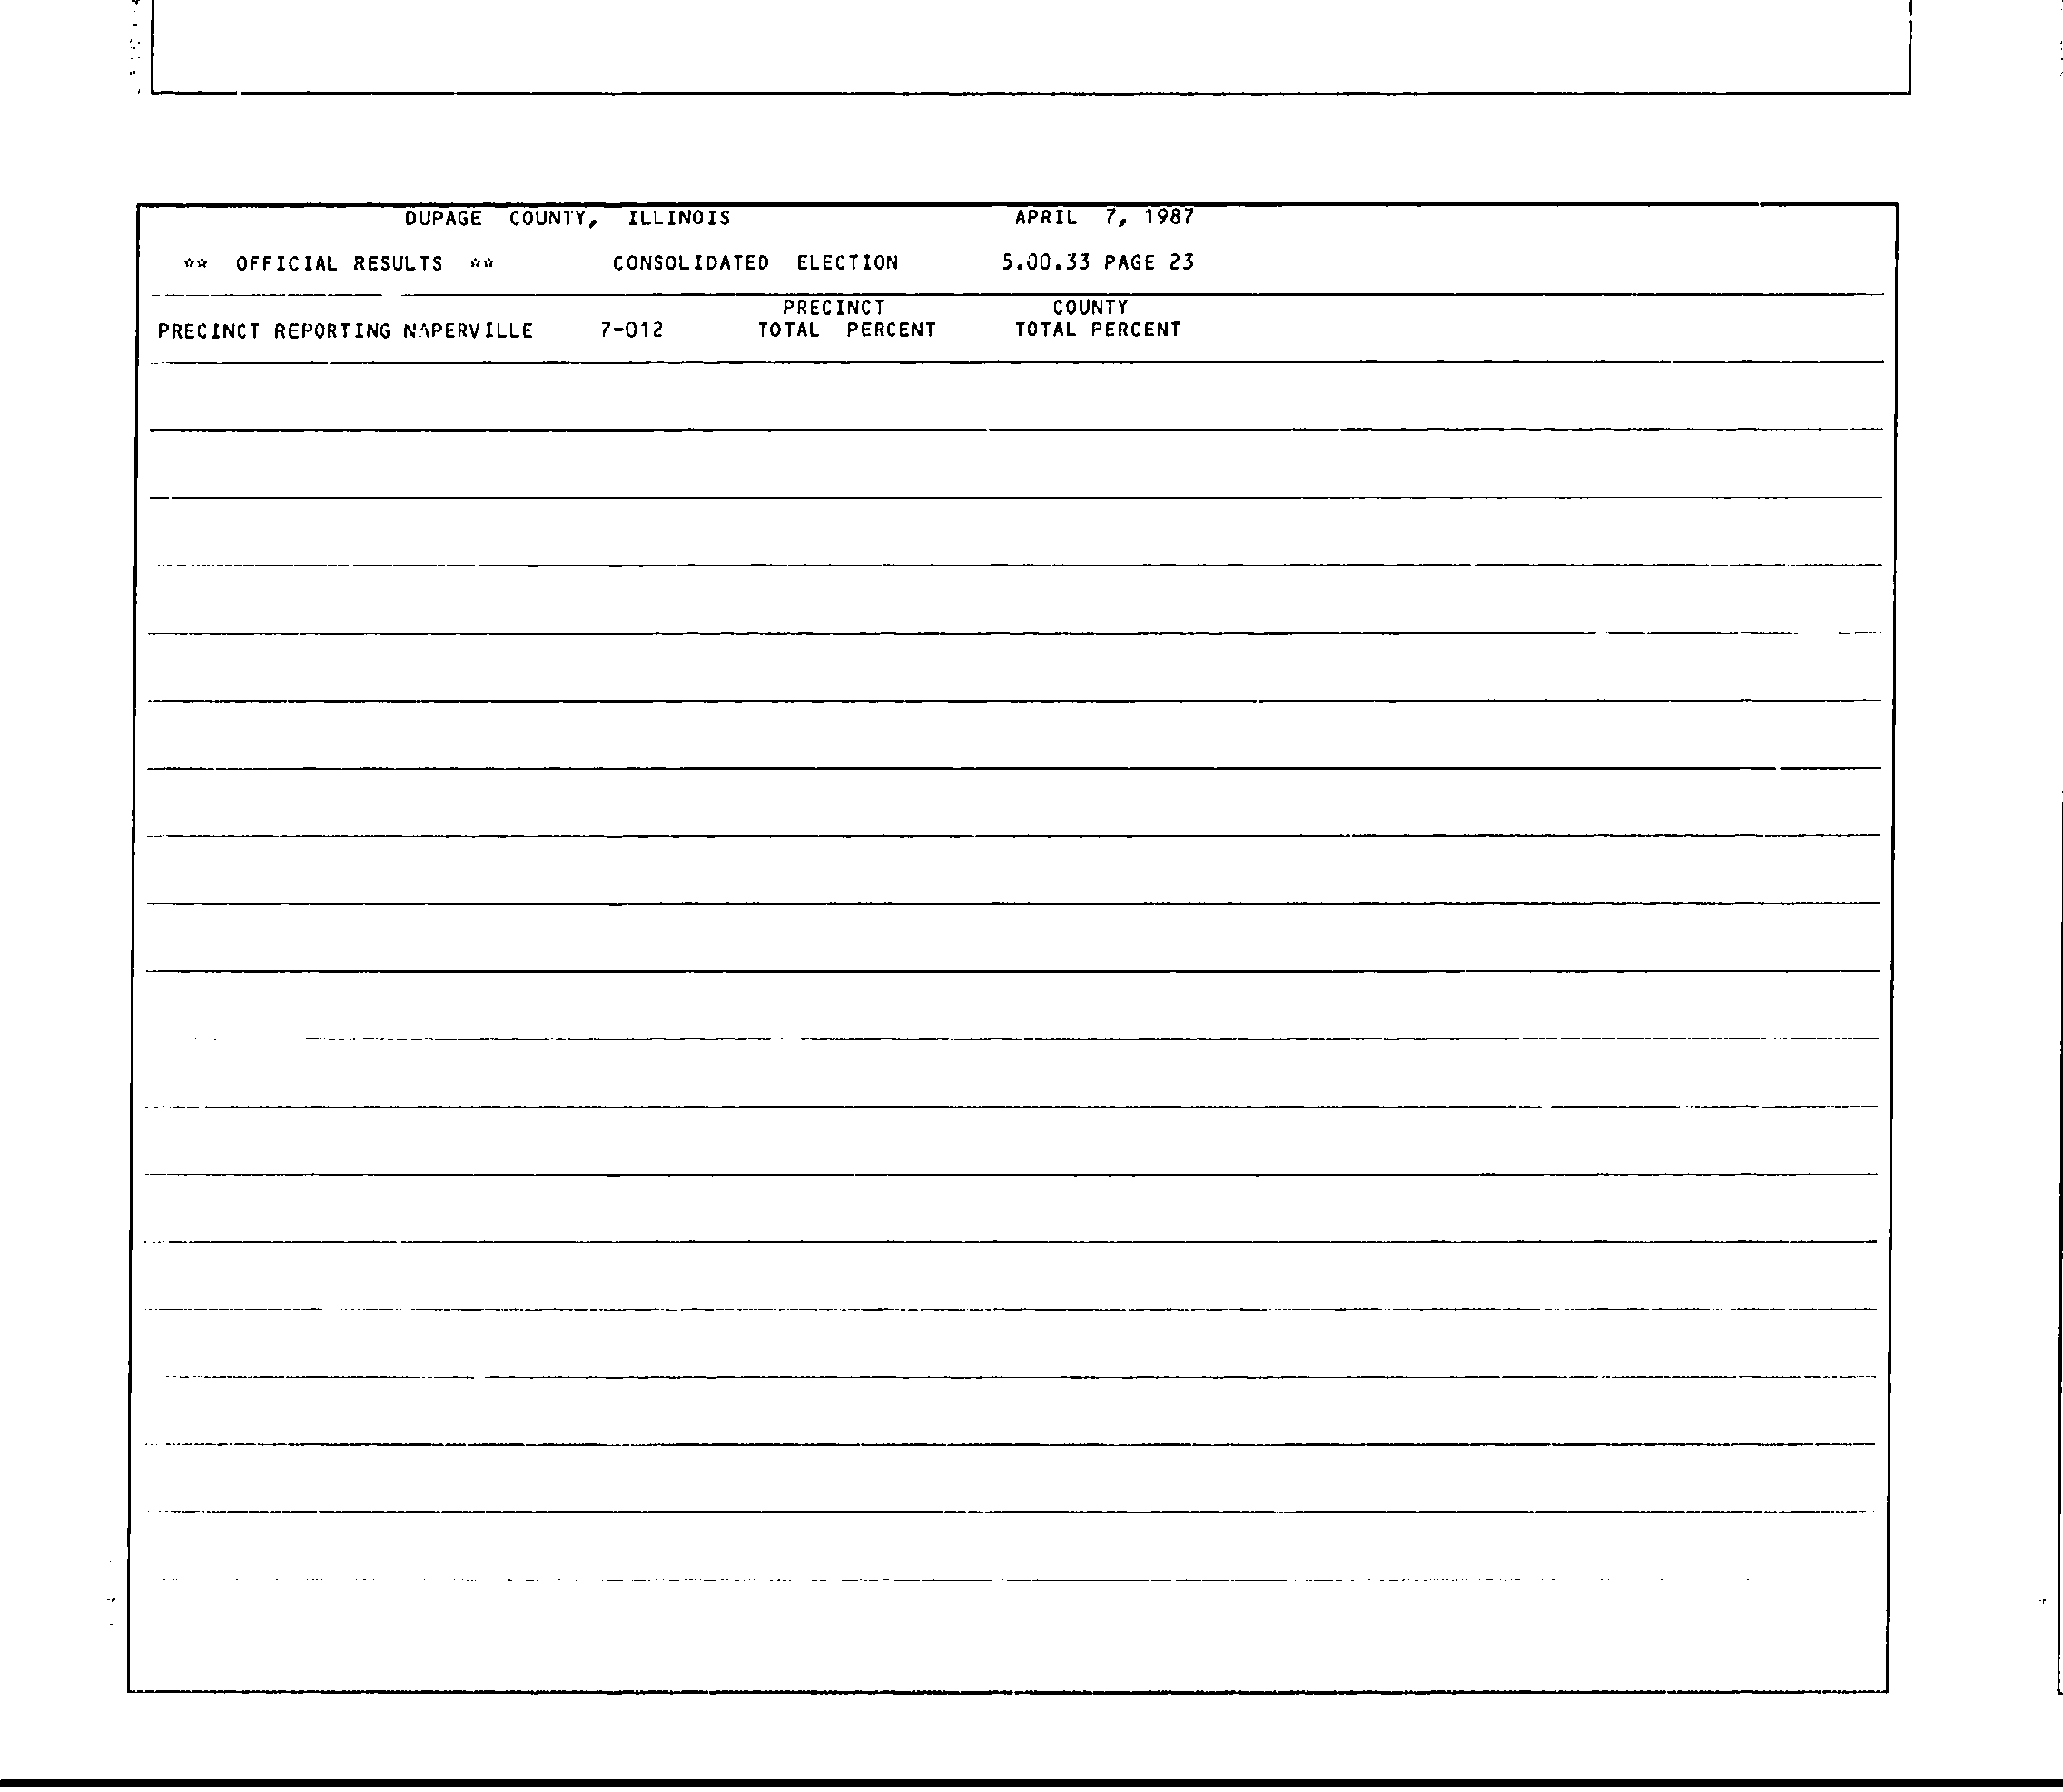 DUPAGE COUNTY, ILLINOIS APRIL 7, 1987
** OFFICIAL RESULTS ** CONSOLIDATED ELECTION 5.00.33 PAGE 23
PRECINCT COUNTY
PRECINCT REPORTING NAPERVILLE 7-012 TOTAL PERCENT TOTAL PERCENT